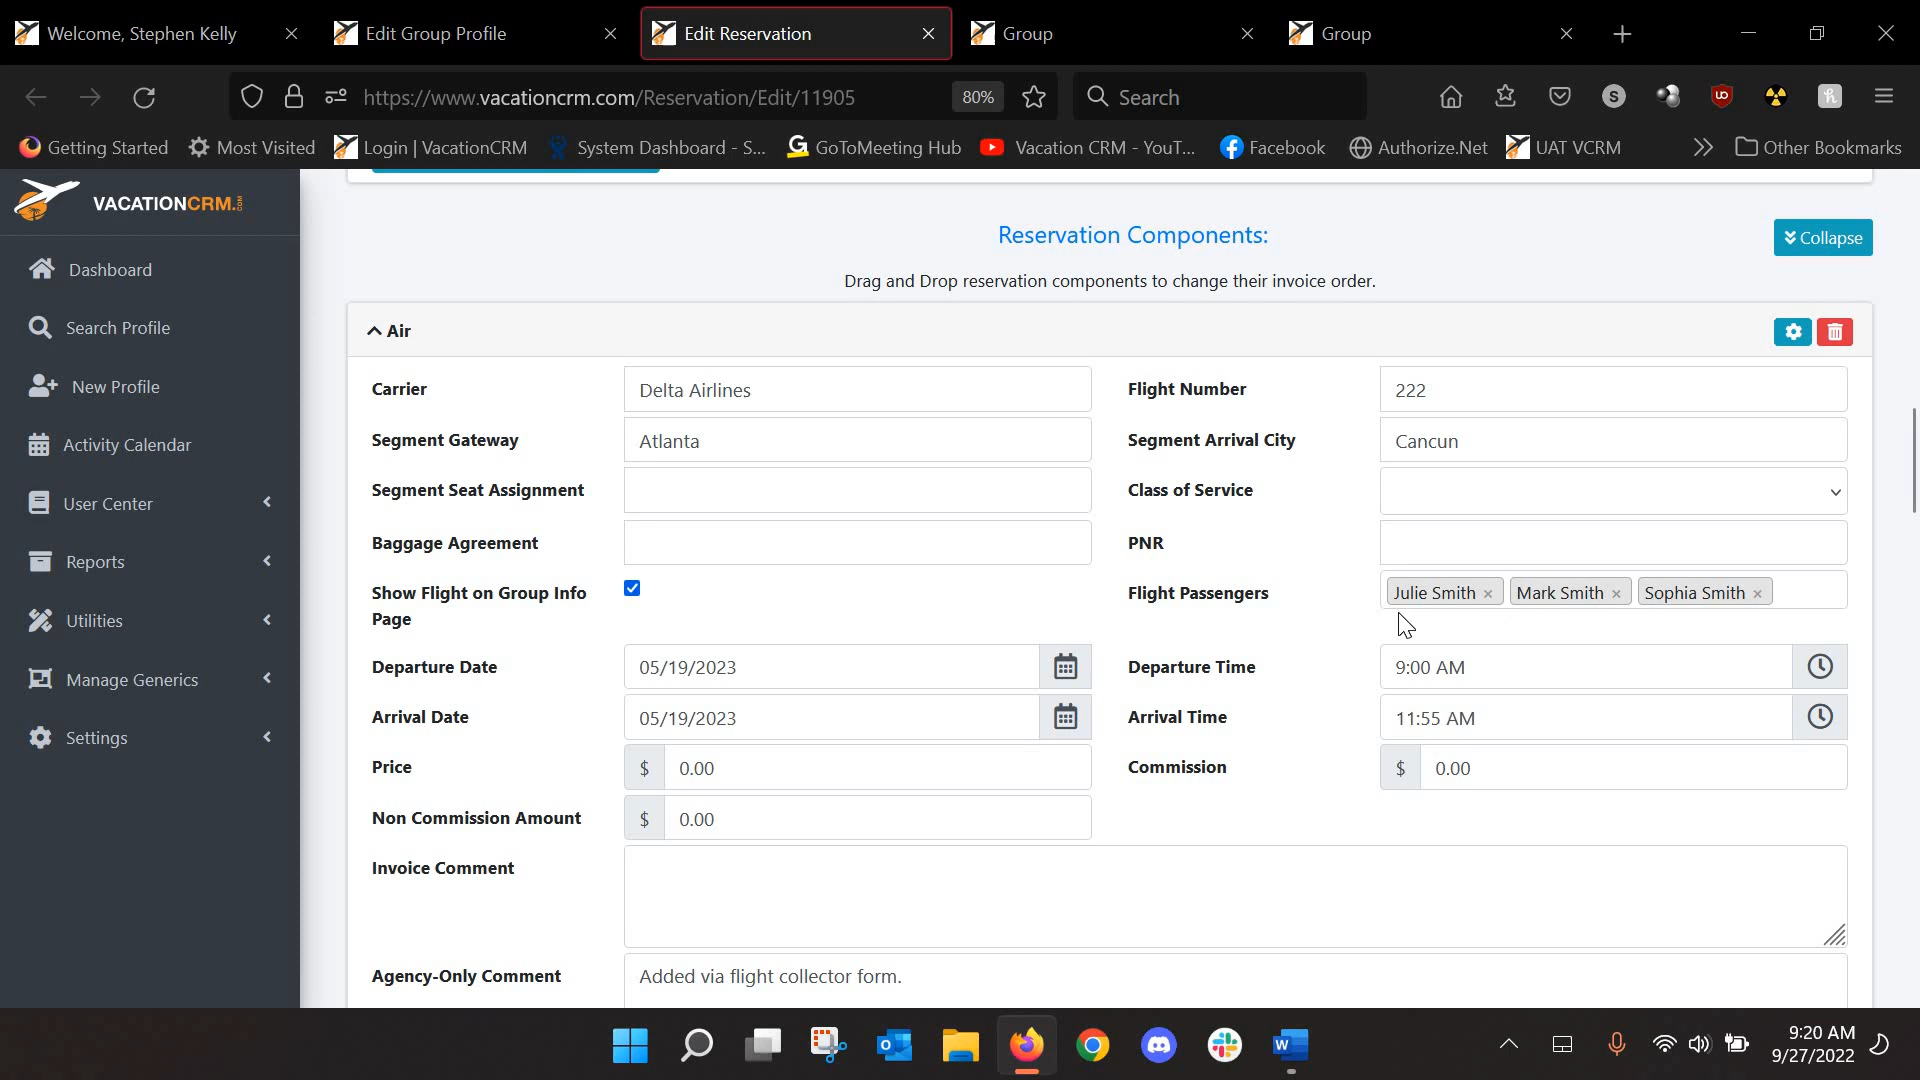 Welcome, Stephen Kelly
Edit Group Profile
Edit Reservation
Group
Group
https://www.vacationcrm.com/Reservation/Edit/11905
80%
Search
S
Getting Started
Most Visited
Login | VacationCRM
System Dashboard - S...
GoToMeeting Hub
Vacation CRM - YouT...
Facebook
Authorize.Net
UAT VCRM
Other Bookmarks
VACATIONCRM.COM
Dashboard
Search Profile
New Profile
Activity Calendar
User Center
Reports
Utilities
Manage Generics
Settings
Reservation Components:
Collapse
Drag and Drop reservation components to change their invoice order.
Air
Carrier
Delta Airlines
Flight Number
222
Segment Gateway
Atlanta
Segment Arrival City
Cancun
Segment Seat Assignment
Class of Service
Baggage Agreement
PNR
Show Flight on Group Info
Page
Flight Passengers
Julie Smith ×
Mark Smith ×
Sophia Smith ×
Departure Date
05/19/2023
Departure Time
9:00 AM
Arrival Date
05/19/2023
Arrival Time
11:55 AM
Price
$ 0.00
Commission
$ 0.00
Non Commission Amount
$ 0.00
Invoice Comment
Agency-Only Comment
Added via flight collector form.
9:20 AM
9/27/2022